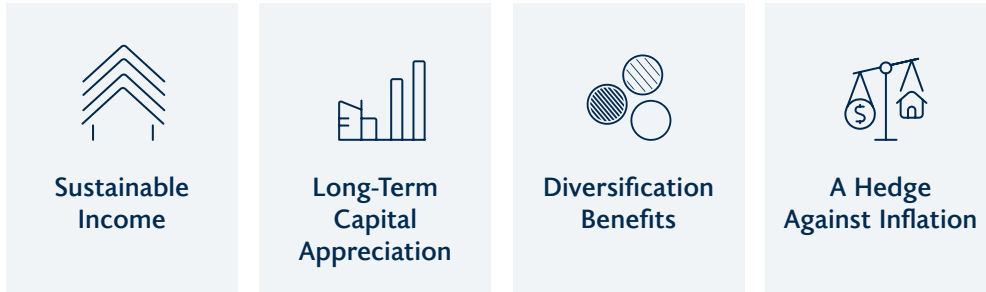 Sustainable
Income
Long-Term
Capital
Appreciation
Diversification
Benefits
$
A Hedge
Against Inflation